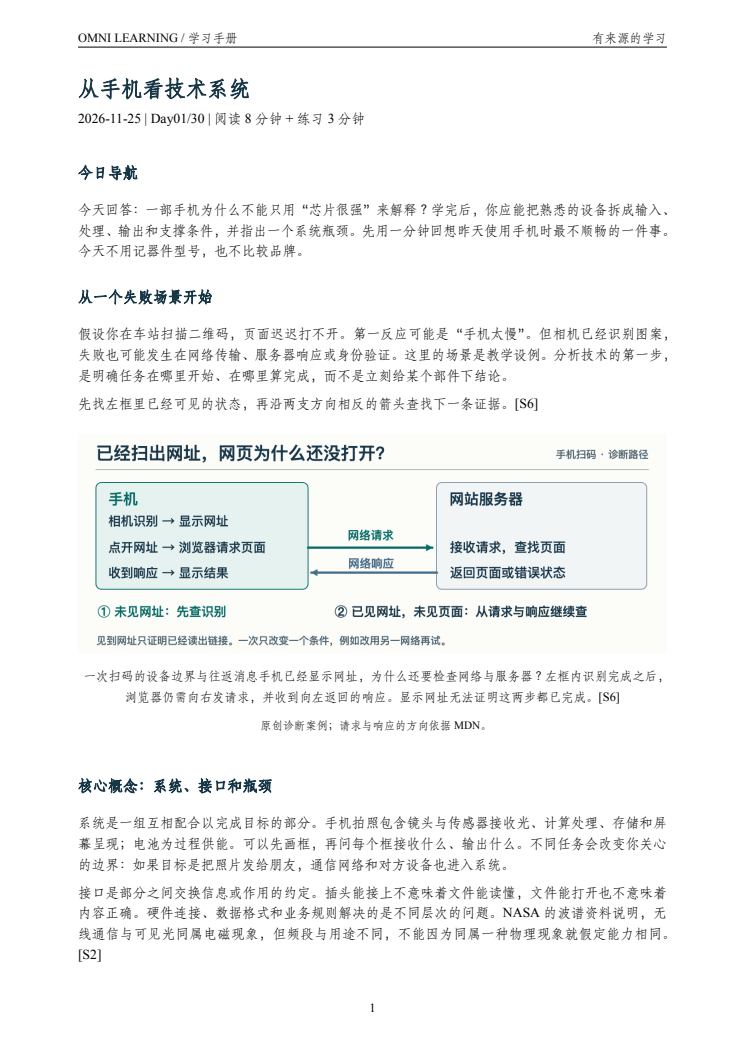 OMNI LEARNING / 学习手册
有来源的学习
从手机看技术系统
2026-11-25 | Day01/30 | 阅读 8 分钟 + 练习 3 分钟
今日导航
今天回答：一部手机为什么不能只用“芯片很强”来解释？学完后，你应能把熟悉的设备拆成输入、
处理、输出和支撑条件，并指出一个系统瓶颈。先用一分钟回想昨天使用手机时最不顺畅的一件事。
今天不用记器件型号，也不比较品牌。
从一个失败场景开始
假设你在车站扫描二维码，页面迟迟打不开。第一反应可能是“手机太慢”。但相机已经识别图案，
失败也可能发生在网络传输、服务器响应或身份验证。这里的场景是教学设例。分析技术的第一步，
是明确任务在哪里开始、在哪里算完成，而不是立刻给某个部件下结论。
先找左框里已经可见的状态，再沿两支方向相反的箭头查找下一条证据。[S6]
已经扫出网址，网页为什么还没打开？
手机扫码 · 诊断路径
手机
相机识别 → 显示网址
点开网址 → 浏览器请求页面
收到响应 → 显示结果
网络请求
网络响应
网站服务器
接收请求，查找页面
返回页面或错误状态
① 未见网址：先查识别
② 已见网址，未见页面：从请求与响应继续查
见到网址只证明已经读出链接。一次只改变一个条件，例如改用另一网络再试。
一次扫码的设备边界与往返消息手机已经显示网址，为什么还要检查网络与服务器？左框内识别完成之后，
浏览器仍需向右发请求，并收到向左返回的响应。显示网址无法证明这两步都已完成。[S6]
原创诊断案例；请求与响应的方向依据 MDN。
核心概念：系统、接口和瓶颈
系统是一组互相配合以完成目标的部分。手机拍照包含镜头与传感器接收光、计算处理、存储和屏
幕呈现；电池为过程供能。可以先画框，再问每个框接收什么、输出什么。不同任务会改变你关心
的边界：如果目标是把照片发给朋友，通信网络和对方设备也进入系统。
接口是部分之间交换信息或作用的约定。插头能接上不意味着文件能读懂，文件能打开也不意味着
内容正确。硬件连接、数据格式和业务规则解决的是不同层次的问题。NASA 的波谱资料说明，无
线通信与可见光同属电磁现象，但频段与用途不同，不能因为同属一种物理现象就假定能力相同。
[S2]
1